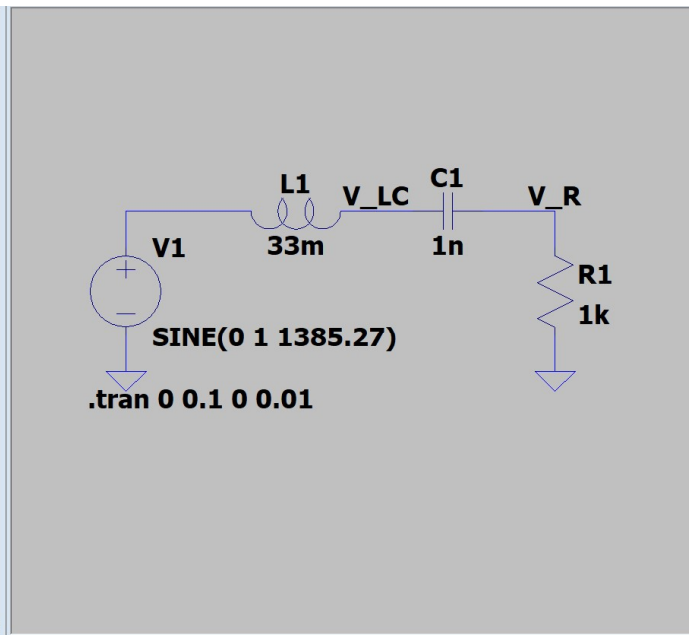 L1
V_LC
C1
V_R
V1
33m
1n
R1
1k
SINE(0 1 1385.27)
.tran 0 0.1 0 0.01